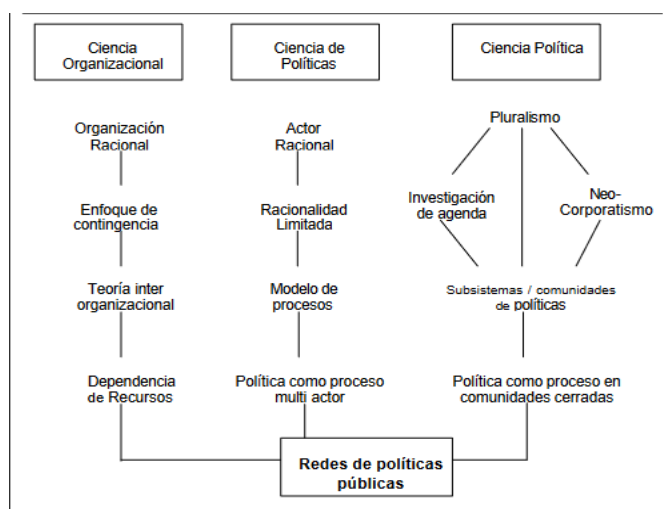 Ciencia
Organizacional
Ciencia de
Políticas
Ciencia Política
Organización
Racional
Actor
Racional
Pluralismo
Enfoque de
contingencia
Racionalidad
Limitada
Investigación
de agenda
Neo-
Corporatismo
Teoría inter
organizacional
Modelo de
procesos
Subsistemas / comunidades
de políticas
Dependencia
de Recursos
Política como proceso
multi actor
Política como proceso en
comunidades cerradas
Redes de políticas
públicas